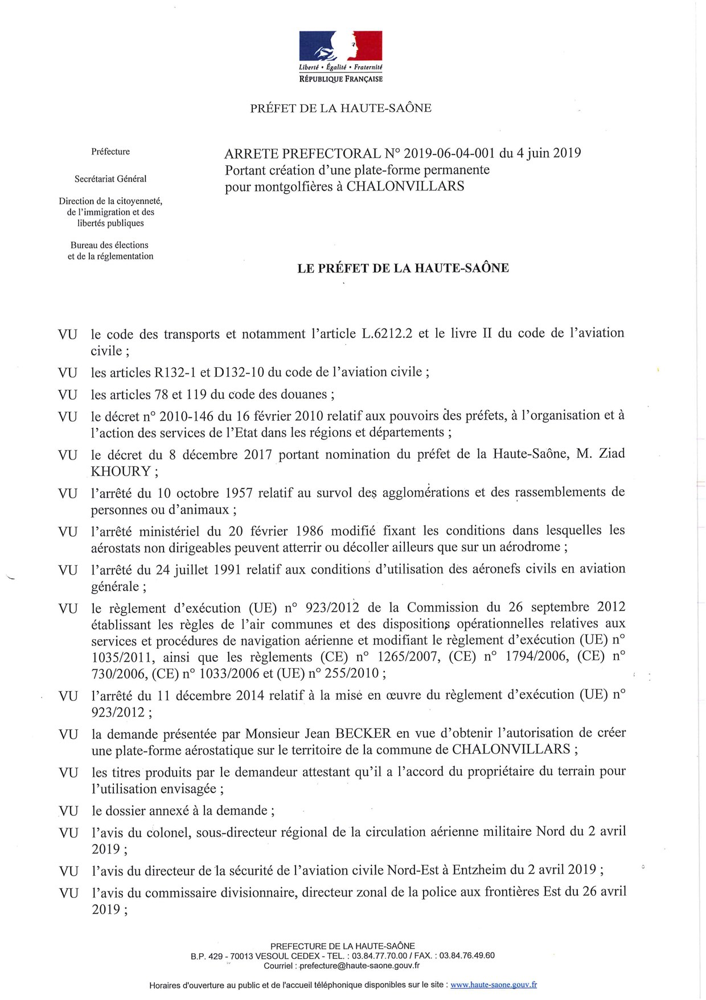 Liberté • Égalité • Fraternité
RÉPUBLIQUE FRANÇAISE
PRÉFET DE LA HAUTE-SAÔNE
Préfecture
Secrétariat Général
Direction de la citoyenneté,
de l’immigration et des
libertés publiques
Bureau des élections
et de la réglementation
ARRETE PREFECTORAL N° 2019-06-04-001 du 4 juin 2019
Portant création d’une plate-forme permanente
pour montgolfières à CHALONVILLARS
LE PRÉFET DE LA HAUTE-SAÔNE
VU le code des transports et notamment l’article L.6212.2 et le livre II du code de l’aviation
civile ;
VU les articles R132-1 et D132-10 du code de l’aviation civile ;
VU les articles 78 et 119 du code des douanes ;
VU le décret n° 2010-146 du 16 février 2010 relatif aux pouvoirs des préfets, à l’organisation et à
l’action des services de l’Etat dans les régions et départements ;
VU le décret du 8 décembre 2017 portant nomination du préfet de la Haute-Saône, M. Ziad
KHOURY ;
VU l’arrêté du 10 octobre 1957 relatif au survol des agglomérations et des rassemblements de
personnes ou d’animaux ;
VU l’arrêté ministériel du 20 février 1986 modifié fixant les conditions dans lesquelles les
aérostats non dirigeables peuvent atterrir ou décoller ailleurs que sur un aérodrome ;
VU l’arrêté du 24 juillet 1991 relatif aux conditions d’utilisation des aéronefs civils en aviation
générale ;
VU le règlement d’exécution (UE) n° 923/2012 de la Commission du 26 septembre 2012
établissant les règles de l’air communes et des dispositions opérationnelles relatives aux
services et procédures de navigation aérienne et modifiant le règlement d’exécution (UE) n°
1035/2011, ainsi que les règlements (CE) n° 1265/2007, (CE) n° 1794/2006, (CE) n°
730/2006, (CE) n° 1033/2006 et (UE) n° 255/2010 ;
VU l’arrêté du 11 décembre 2014 relatif à la mise en œuvre du règlement d’exécution (UE) n°
923/2012 ;
VU la demande présentée par Monsieur Jean BECKER en vue d’obtenir l’autorisation de créer
une plate-forme aérostatique sur le territoire de la commune de CHALONVILLARS ;
VU les titres produits par le demandeur attestant qu’il a l’accord du propriétaire du terrain pour
l’utilisation envisagée ;
VU le dossier annexé à la demande ;
VU l’avis du colonel, sous-directeur régional de la circulation aérienne militaire Nord du 2 avril
2019 ;
VU l’avis du directeur de la sécurité de l’aviation civile Nord-Est à Entzheim du 2 avril 2019 ;
VU l’avis du commissaire divisionnaire, directeur zonal de la police aux frontières Est du 26 avril
2019 ;
PREFECTURE DE LA HAUTE-SAÔNE
B.P. 429 - 70013 VESOUL CEDEX - TEL. : 03.84.77.70.00 / FAX. : 03.84.76.49.60
Courriel : prefecture@haute-saone.gouv.fr
Horaires d'ouverture au public et de l'accueil téléphonique disponibles sur le site : www.haute-saone.gouv.fr